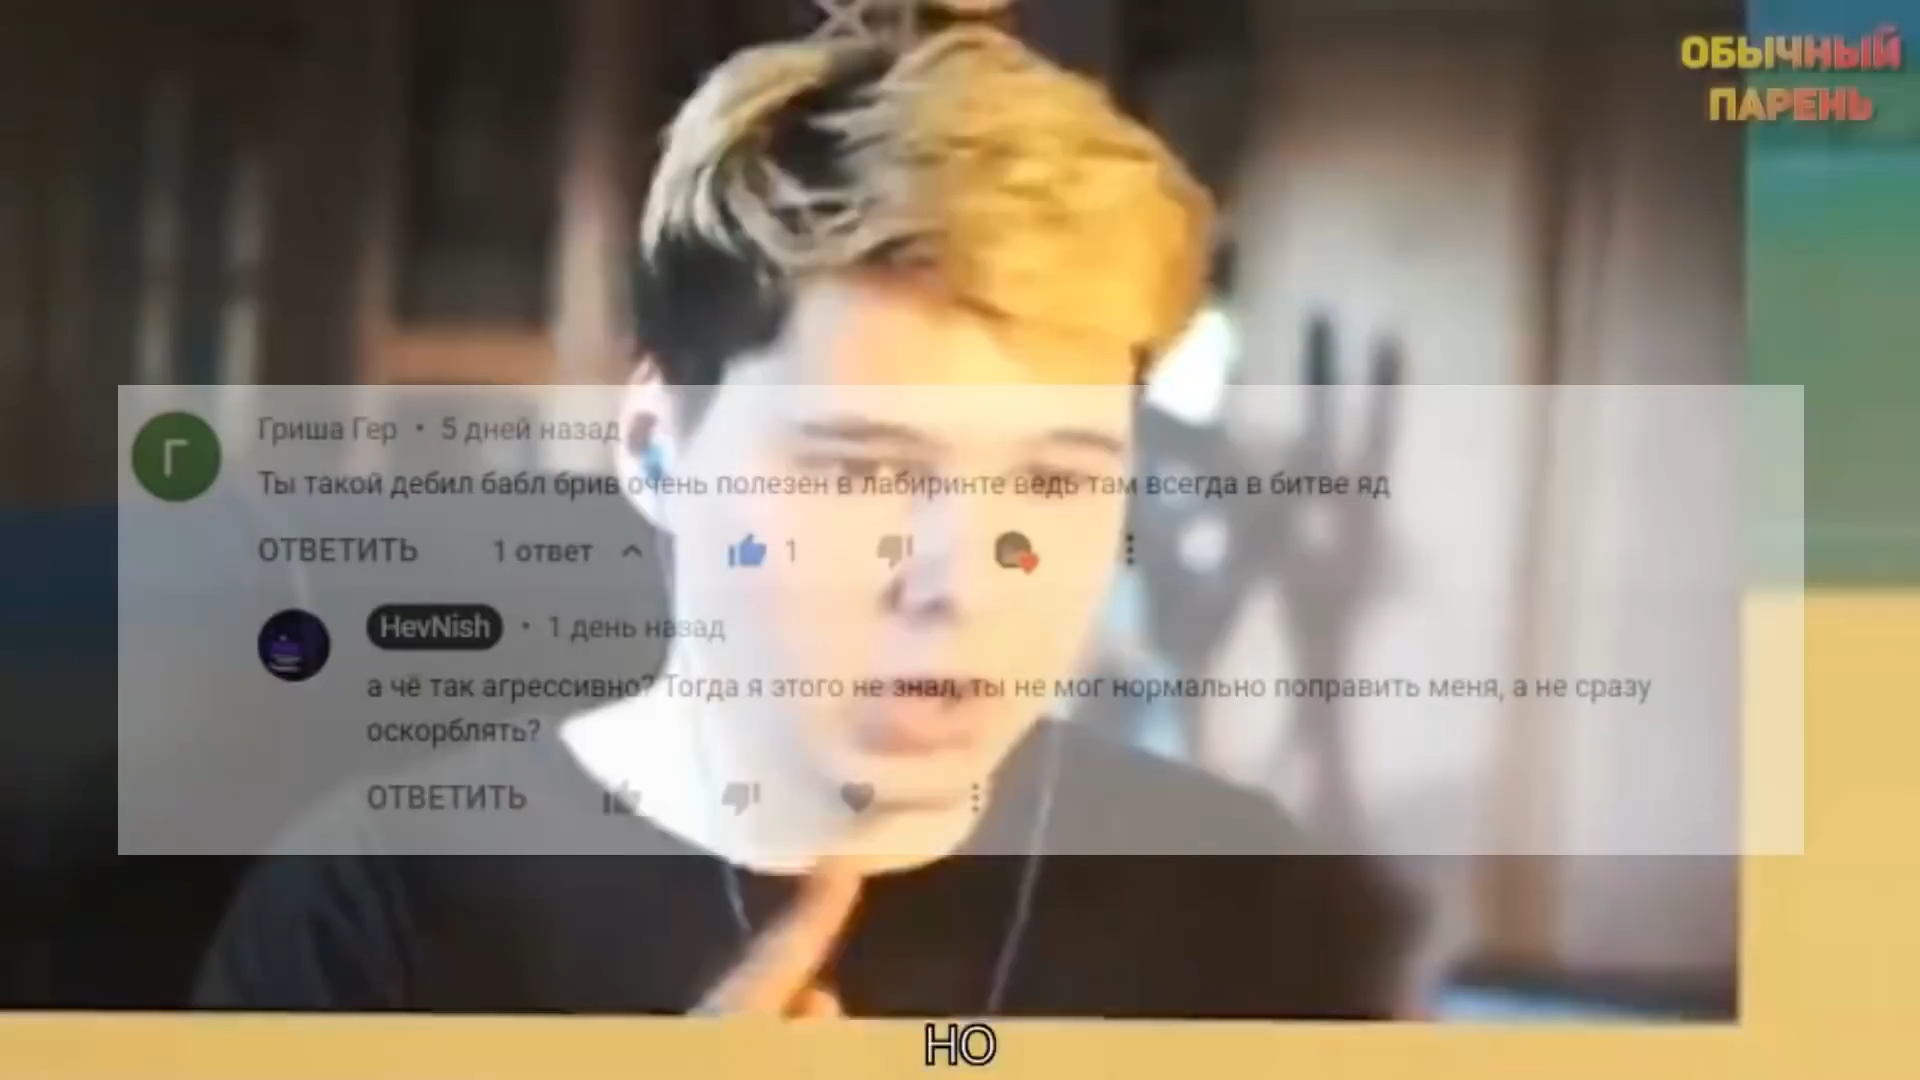 ОБЫЧНЫЙ
ПАРЕНЬ
Г
Гриша Гер • 5 дней назад
Ты такой дебил бабл брив очень полезен в лабиринте ведь там всегда в битве яд
ОТВЕТИТЬ 1 ответ 1
HevNish • 1 день назад
а чё так агрессивно? Тогда я этого не знал, ты не мог нормально поправить меня, а не сразу
оскорблять?
ОТВЕТИТЬ
НО